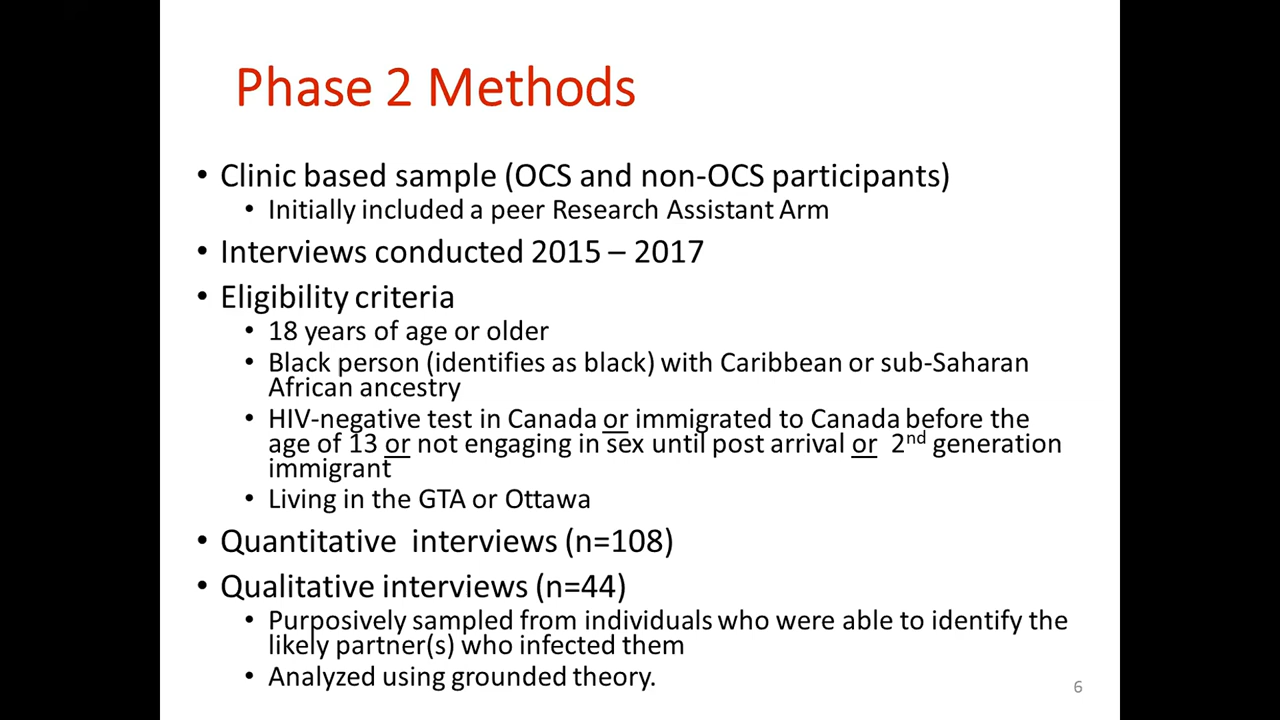 Phase 2 Methods
• Clinic based sample (OCS and non-OCS participants)
• Initially included a peer Research Assistant Arm
• Interviews conducted 2015 – 2017
• Eligibility criteria
• 18 years of age or older
• Black person (identifies as black) with Caribbean or sub-Saharan
African ancestry
• HIV-negative test in Canada or immigrated to Canada before the
age of 13 or not engaging in sex until post arrival or 2nd generation
immigrant
• Living in the GTA or Ottawa
• Quantitative interviews (n=108)
• Qualitative interviews (n=44)
• Purposively sampled from individuals who were able to identify the
likely partner(s) who infected them
• Analyzed using grounded theory.
6